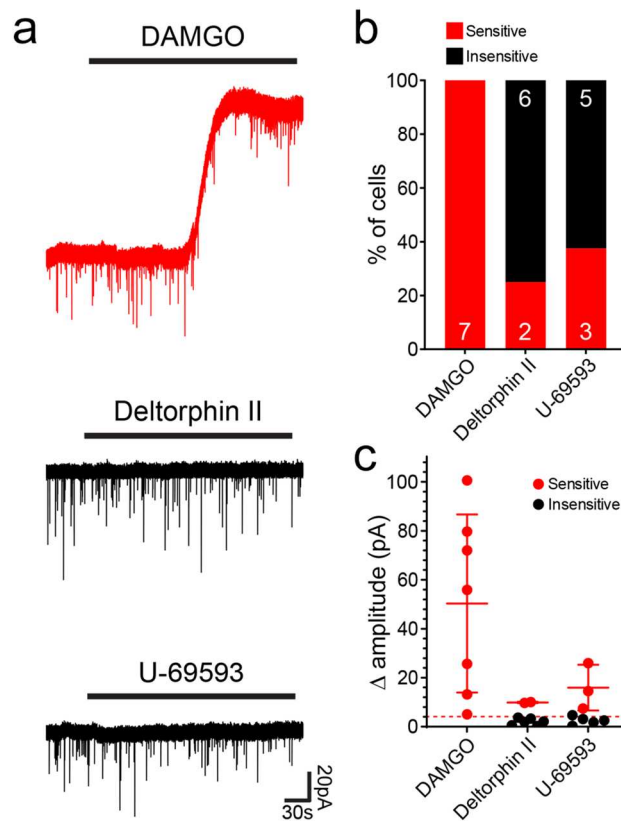 a
DAMGO
Deltorphin II
U-69593
20pA
30s
b
Sensitive
Insensitive
100
80
60
40
20
0
% of cells
6
5
7
2
3
DAMGO
Deltorphin II
U-69593
c
Sensitive
Insensitive
100
80
60
40
20
0
Δ amplitude (pA)
DAMGO
Deltorphin II
U-69593